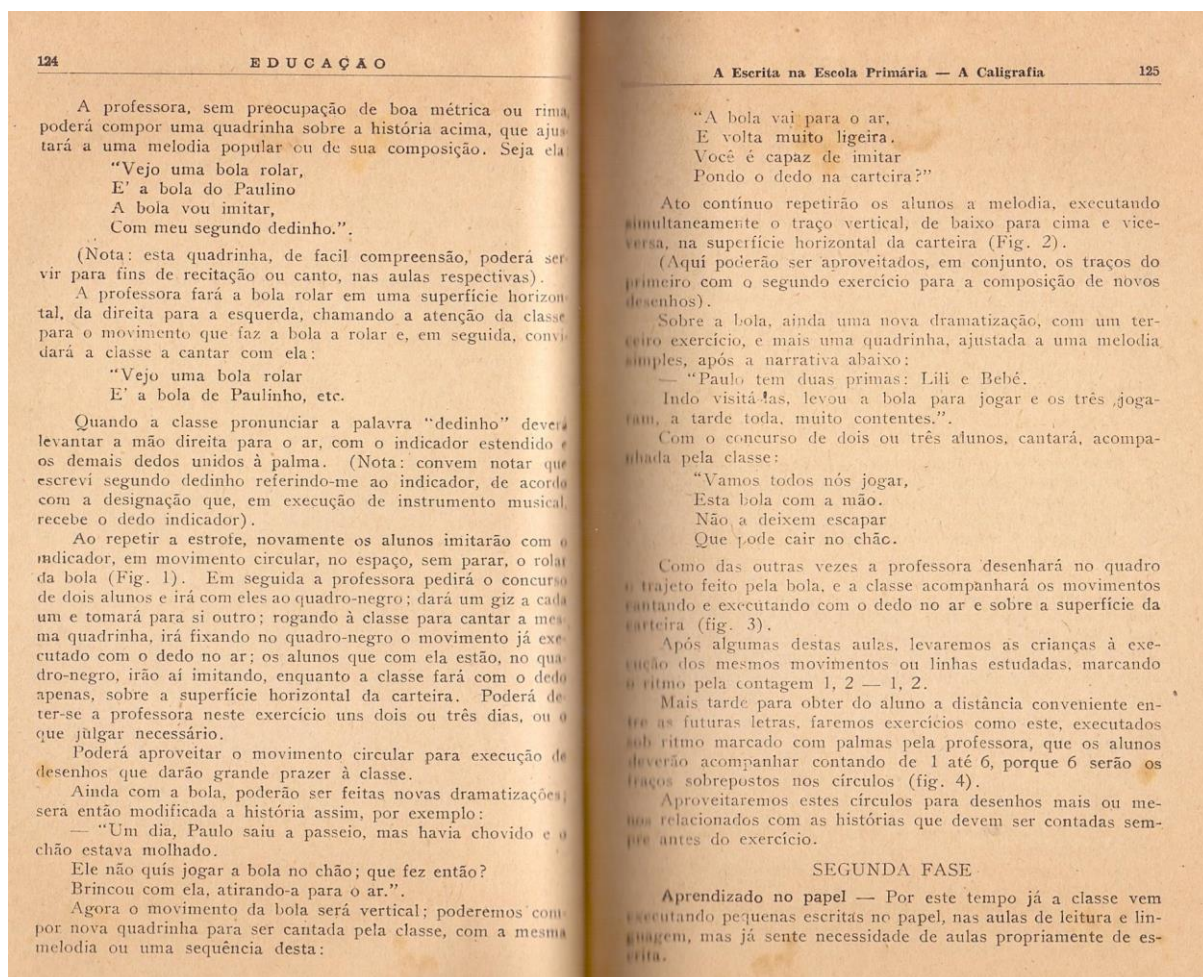 124
EDUCAÇÃO
A professora, sem preocupação de boa métrica ou rima,
poderá compor uma quadrinha sobre a história acima, que ajus-
tará a uma melodia popular ou de sua composição. Seja ela
"Vejo uma bola rolar,
E' a bola do Paulino
A bola vou imitar,
Com meu segundo dedinho.".
(Nota: esta quadrinha, de facil compreensão, poderá ser-
vir para fins de recitação ou canto, nas aulas respectivas).
A professora fará a bola rolar em uma superfície horizon-
tal, da direita para a esquerda, chamando a atenção da classe
para o movimento que faz a bola a rolar e, em seguida, convi-
dará a classe a cantar com ela:
"Vejo uma bola rolar
E' a bola de Paulinho, etc.
Quando a classe pronunciar a palavra "dedinho" deverá
levantar a mão direita para o ar, com o indicador estendido e
os demais dedos unidos à palma. (Nota: convem notar que
escreví segundo dedinho referindo-me ao indicador, de acordo
com a designação que, em execução de instrumento musical,
recebe o dedo indicador).
Ao repetir a estrofe, novamente os alunos imitarão com o
indicador, em movimento circular, no espaço, sem parar, o rolar
da bola (Fig. 1). Em seguida a professora pedirá o concurso
de dois alunos e irá com eles ao quadro-negro; dará um giz a cada
um e tomará para si outro; rogando à classe para cantar a mes-
ma quadrinha, irá fixando no quadro-negro o movimento já exe-
cutado com o dedo no ar; os alunos que com ela estão, no qua-
dro-negro, irão aí imitando, enquanto a classe fará com o dedo
apenas, sobre a superfície horizontal da carteira. Poderá de-
ter-se a professora neste exercício uns dois ou três dias, ou o
que julgar necessário.
Poderá aproveitar o movimento circular para execução de
desenhos que darão grande prazer à classe.
Ainda com a bola, poderão ser feitas novas dramatizações;
será então modificada a história assim, por exemplo:
— "Um dia, Paulo saiu a passeio, mas havia chovido e o
chão estava molhado.
Ele não quís jogar a bola no chão; que fez então?
Brincou com ela, atirando-a para o ar.".
Agora o movimento da bola será vertical; poderemos com-
por nova quadrinha para ser cantada pela classe, com a mesma
melodia ou uma sequência desta:
A Escrita na Escola Primária — A Caligrafia
125
"A bola vai para o ar,
E volta muito ligeira.
Você é capaz de imitar
Pondo o dedo na carteira?"
Ato contínuo repetirão os alunos a melodia, executando
simultaneamente o traço vertical, de baixo para cima e vice-
versa, na superfície horizontal da carteira (Fig. 2).
(Aquí poderão ser aproveitados, em conjunto, os traços do
primeiro com o segundo exercício para a composição de novos
desenhos).
Sobre a bola, ainda uma nova dramatização, com um ter-
ceiro exercício, e mais uma quadrinha, ajustada a uma melodia
simples, após a narrativa abaixo:
— "Paulo tem duas primas: Lili e Bebé.
Indo visitá-las, levou a bola para jogar e os três joga-
ram, a tarde toda, muito contentes.".
Com o concurso de dois ou três alunos, cantará, acompa-
nhada pela classe:
"Vamos todos nós jogar,
Esta bola com a mão.
Não a deixem escapar
Que pode cair no chão.
Como das outras vezes a professora desenhará no quadro
o trajeto feito pela bola, e a classe acompanhará os movimentos
cantando e executando com o dedo no ar e sobre a superfície da
carteira (fig. 3).
Após algumas destas aulas, levaremos as crianças à exe-
cução dos mesmos movimentos ou linhas estudadas, marcando
o ritmo pela contagem 1, 2 — 1, 2.
Mais tarde para obter do aluno a distância conveniente en-
tre as futuras letras, faremos exercícios como este, executados
sob ritmo marcado com palmas pela professora, que os alunos
deverão acompanhar contando de 1 até 6, porque 6 serão os
traços sobrepostos nos círculos (fig. 4).
Aproveitaremos estes círculos para desenhos mais ou me-
nos relacionados com as histórias que devem ser contadas sem-
pre antes do exercício.
SEGUNDA FASE
Aprendizado no papel — Por este tempo já a classe vem
executando pequenas escritas no papel, nas aulas de leitura e lin-
guagem, mas já sente necessidade de aulas propriamente de es-
crita.